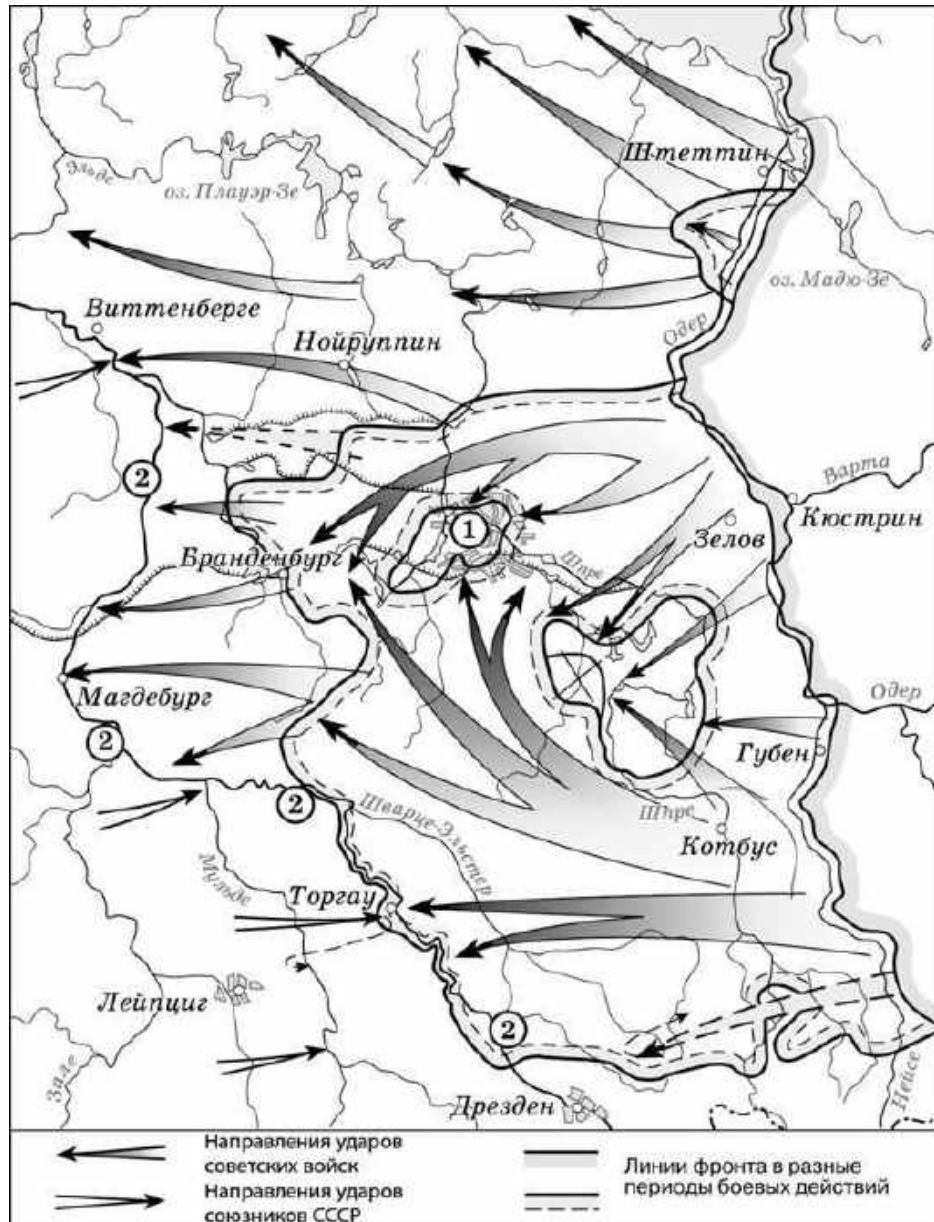 Штеттин
Эльде
оз. Плауэр-Зе
оз. Мадю-Зе
Виттенберге
Одер
Нойруппин
2
Варта
Кюстрин
1
Зелов
Бранденбург
Шпре
Магдебург
Одер
2
Губен
2
Шварце-Эльстер
Шпре
Котбус
Мульде
Торгау
Лейпциг
2
Зале
Нейсе
Дрезден
Направления ударов
советских войск
Направления ударов
союзников СССР
Линии фронта в разные
периоды боевых действий